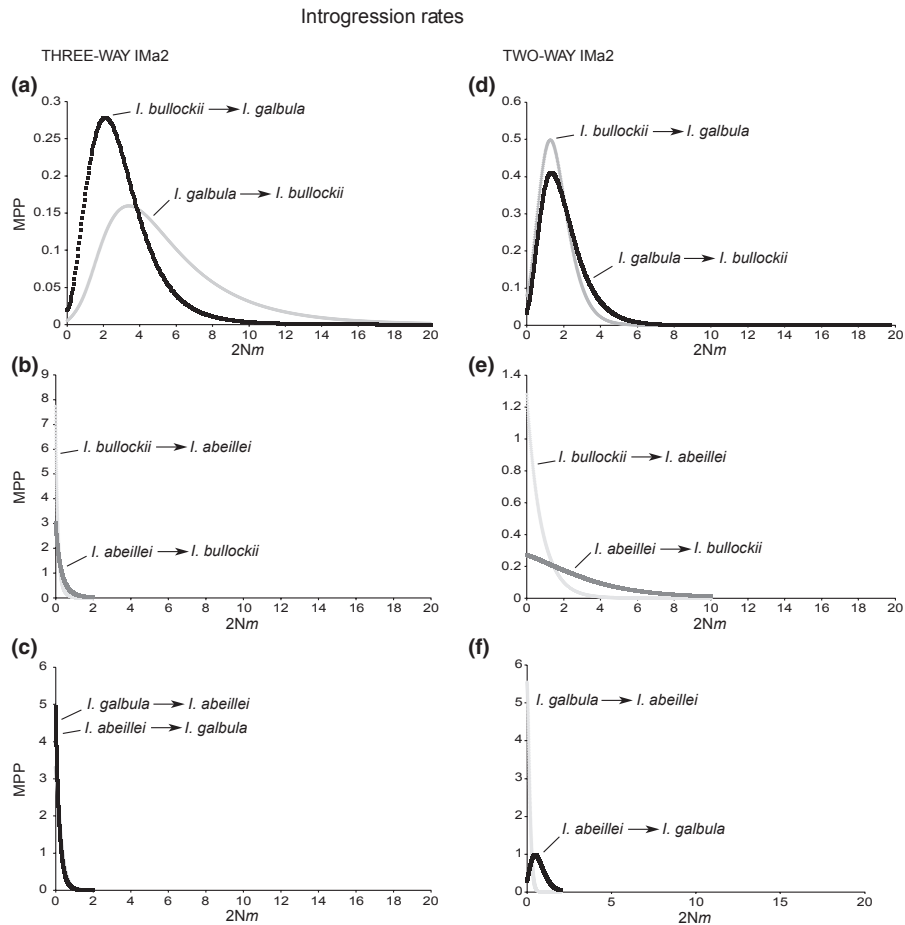 Introgression rates
THREE-WAY IMa2
TWO-WAY IMa2
(a)
0.3
0.25
0.2
0.15
0.1
0.05
0
MPP
I. bullockii → I. galbula
I. galbula → I. bullockii
0 2 4 6 8 10 12 14 16 18 20
2Nm
(d)
0.6
0.5
0.4
0.3
0.2
0.1
0
I. bullockii → I. galbula
I. galbula → I. bullockii
0 2 4 6 8 10 12 14 16 18 20
2Nm
(b)
9
8
7
6
5
4
3
2
1
0
MPP
I. bullockii → I. abeillei
I. abeillei → I. bullockii
0 2 4 6 8 10 12 14 16 18 20
2Nm
(e)
1.4
1.2
1
0.8
0.6
0.4
0.2
0
I. bullockii → I. abeillei
I. abeillei → I. bullockii
0 2 4 6 8 10 12 14 16 18 20
2Nm
(c)
6
5
4
3
2
1
0
MPP
I. galbula → I. abeillei
I. abeillei → I. galbula
0 2 4 6 8 10 12 14 16 18 20
2Nm
(f)
6
5
4
3
2
1
0
I. galbula → I. abeillei
I. abeillei → I. galbula
0 5 10 15 20
2Nm